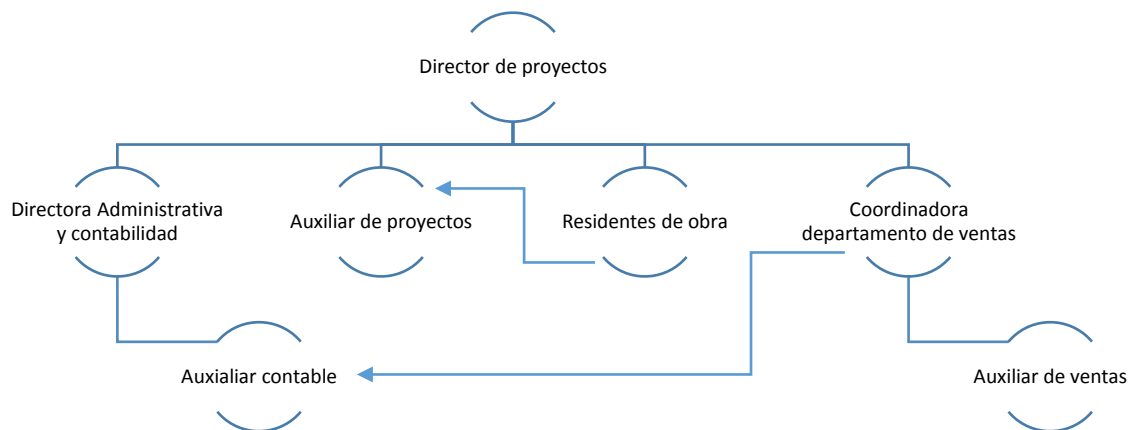 Director de proyectos
Directora Administrativa
y contabilidad
Auxiliar de proyectos
Residentes de obra
Coordinadora
departamento de ventas
Auxialiar contable
Auxiliar de ventas